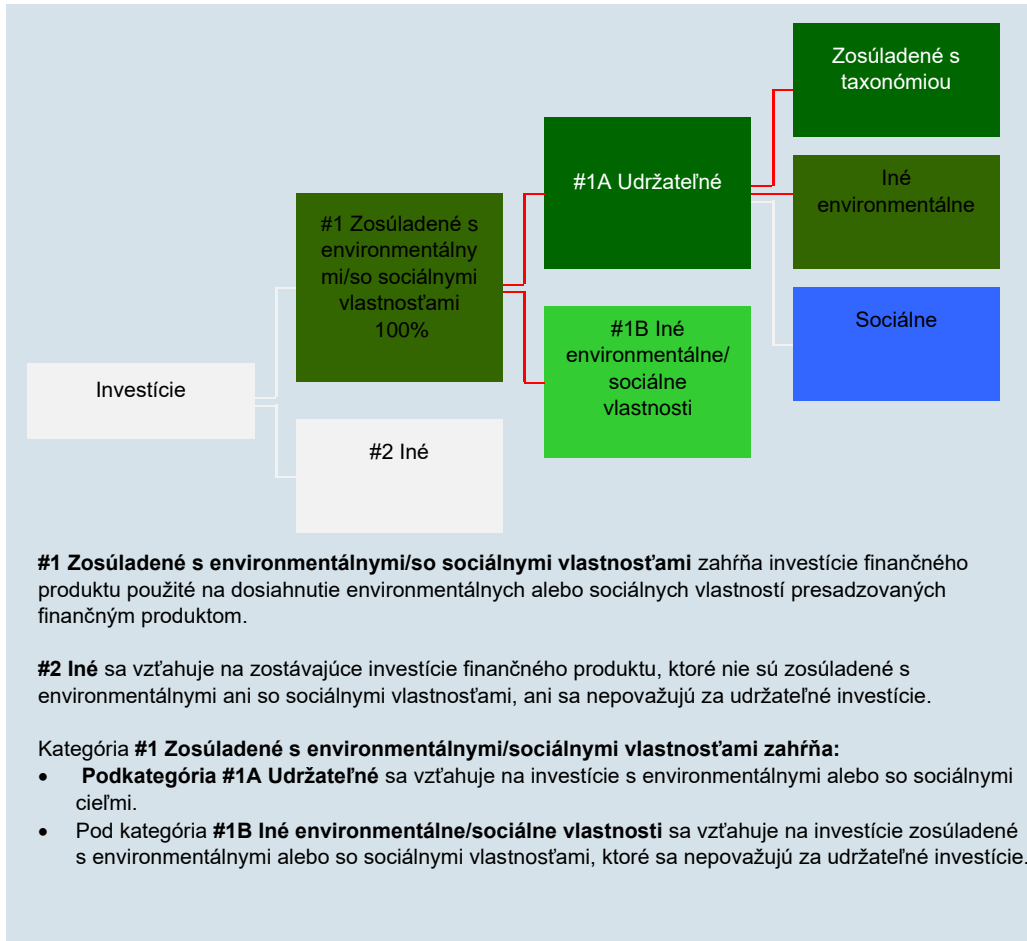 Investície
#1 Zosúladené s
environmentálny
mi/so sociálnymi
vlastnosťami
100%
#2 Iné
#1A Udržateľné
#1B Iné
environmentálne/
sociálne
vlastnosti
Zosúladené s
taxonómiou
Iné
environmentálne
Sociálne
#1 Zosúladené s environmentálnymi/so sociálnymi vlastnosťami zahŕňa investície finančného
produktu použité na dosiahnutie environmentálnych alebo sociálnych vlastností presadzovaných
finančným produktom.
#2 Iné sa vzťahuje na zostávajúce investície finančného produktu, ktoré nie sú zosúladené s
environmentálnymi ani so sociálnymi vlastnosťami, ani sa nepovažujú za udržateľné investície.
Kategória #1 Zosúladené s environmentálnymi/sociálnymi vlastnosťami zahŕňa:
• Podkategória #1A Udržateľné sa vzťahuje na investície s environmentálnymi alebo so sociálnymi
cieľmi.
• Pod kategória #1B Iné environmentálne/sociálne vlastnosti sa vzťahuje na investície zosúladené
s environmentálnymi alebo so sociálnymi vlastnosťami, ktoré sa nepovažujú za udržateľné investície.